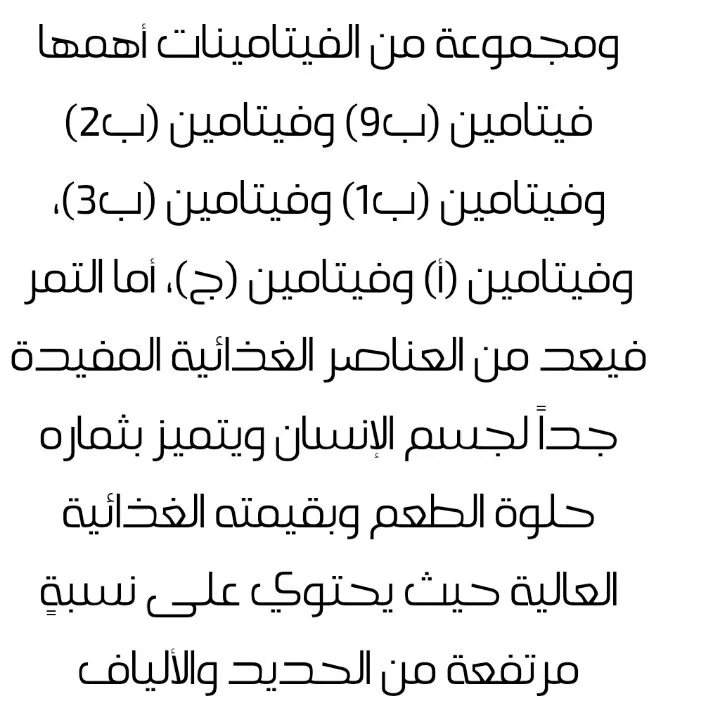 ومجموعة من الفيتامينات أهمها
فيتامين (ب9) وفيتامين (ب2)
وفيتامين (ب1) وفيتامين (ب3)،
وفيتامين (أ) وفيتامين (ج)، أما التمر
فيعد من العناصر الغذائية المفيدة
جداً لجسم الإنسان ويتميز بثماره
حلوة الطعم وبقيمته الغذائية
العالية حيث يحتوي على نسبةٍ
مرتفعة من الحديد والألياف